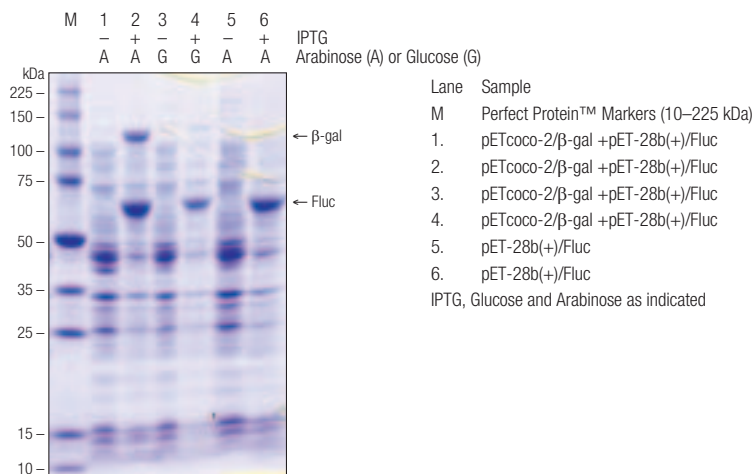 M 1 2 3 4 5 6
– + – + – + IPTG
A A G G A A Arabinose (A) or Glucose (G)
kDa
225 –
150 –
100 –
75 –
50 –
35 –
25 –
15 –
10 –
← β-gal
← Fluc
Lane Sample
M Perfect Protein™ Markers (10–225 kDa)
1. pETcoco-2/β-gal +pET-28b(+)/Fluc
2. pETcoco-2/β-gal +pET-28b(+)/Fluc
3. pETcoco-2/β-gal +pET-28b(+)/Fluc
4. pETcoco-2/β-gal +pET-28b(+)/Fluc
5. pET-28b(+)/Fluc
6. pET-28b(+)/Fluc
IPTG, Glucose and Arabinose as indicated